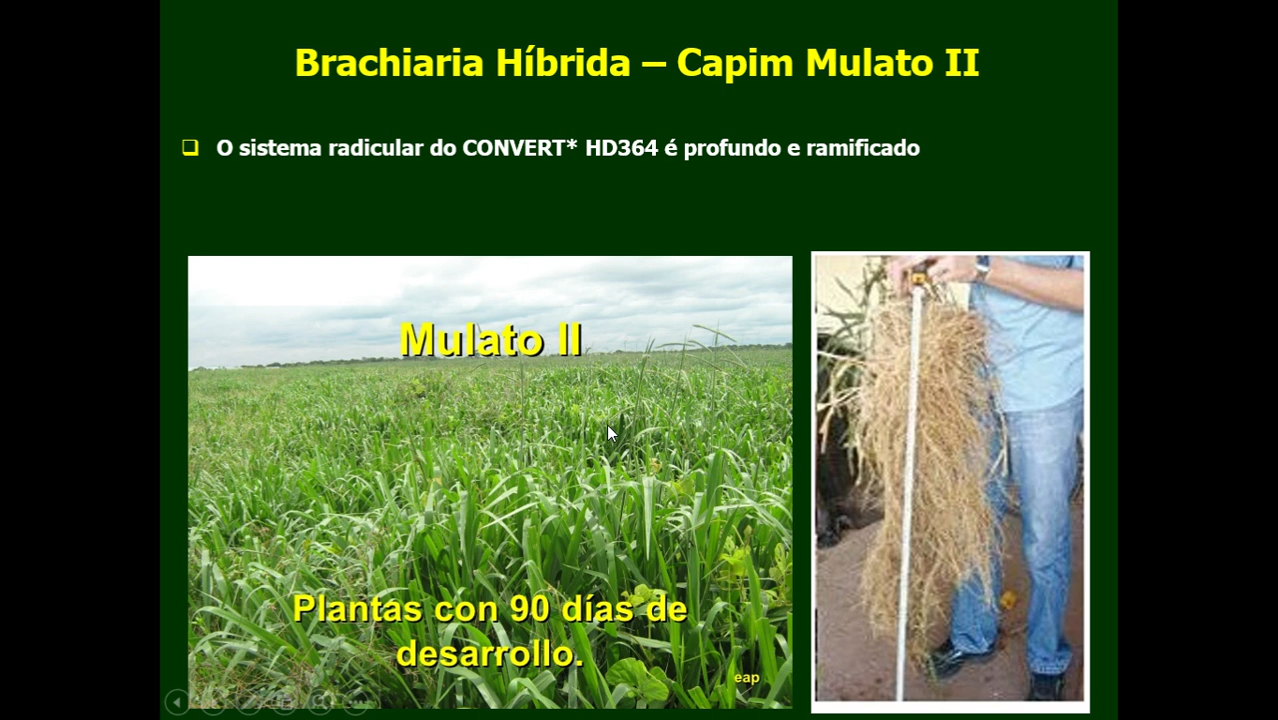 Brachiaria Híbrida – Capim Mulato II
O sistema radicular do CONVERT* HD364 é profundo e ramificado
Mulato II
Plantas con 90 días de
desarrollo.
eap